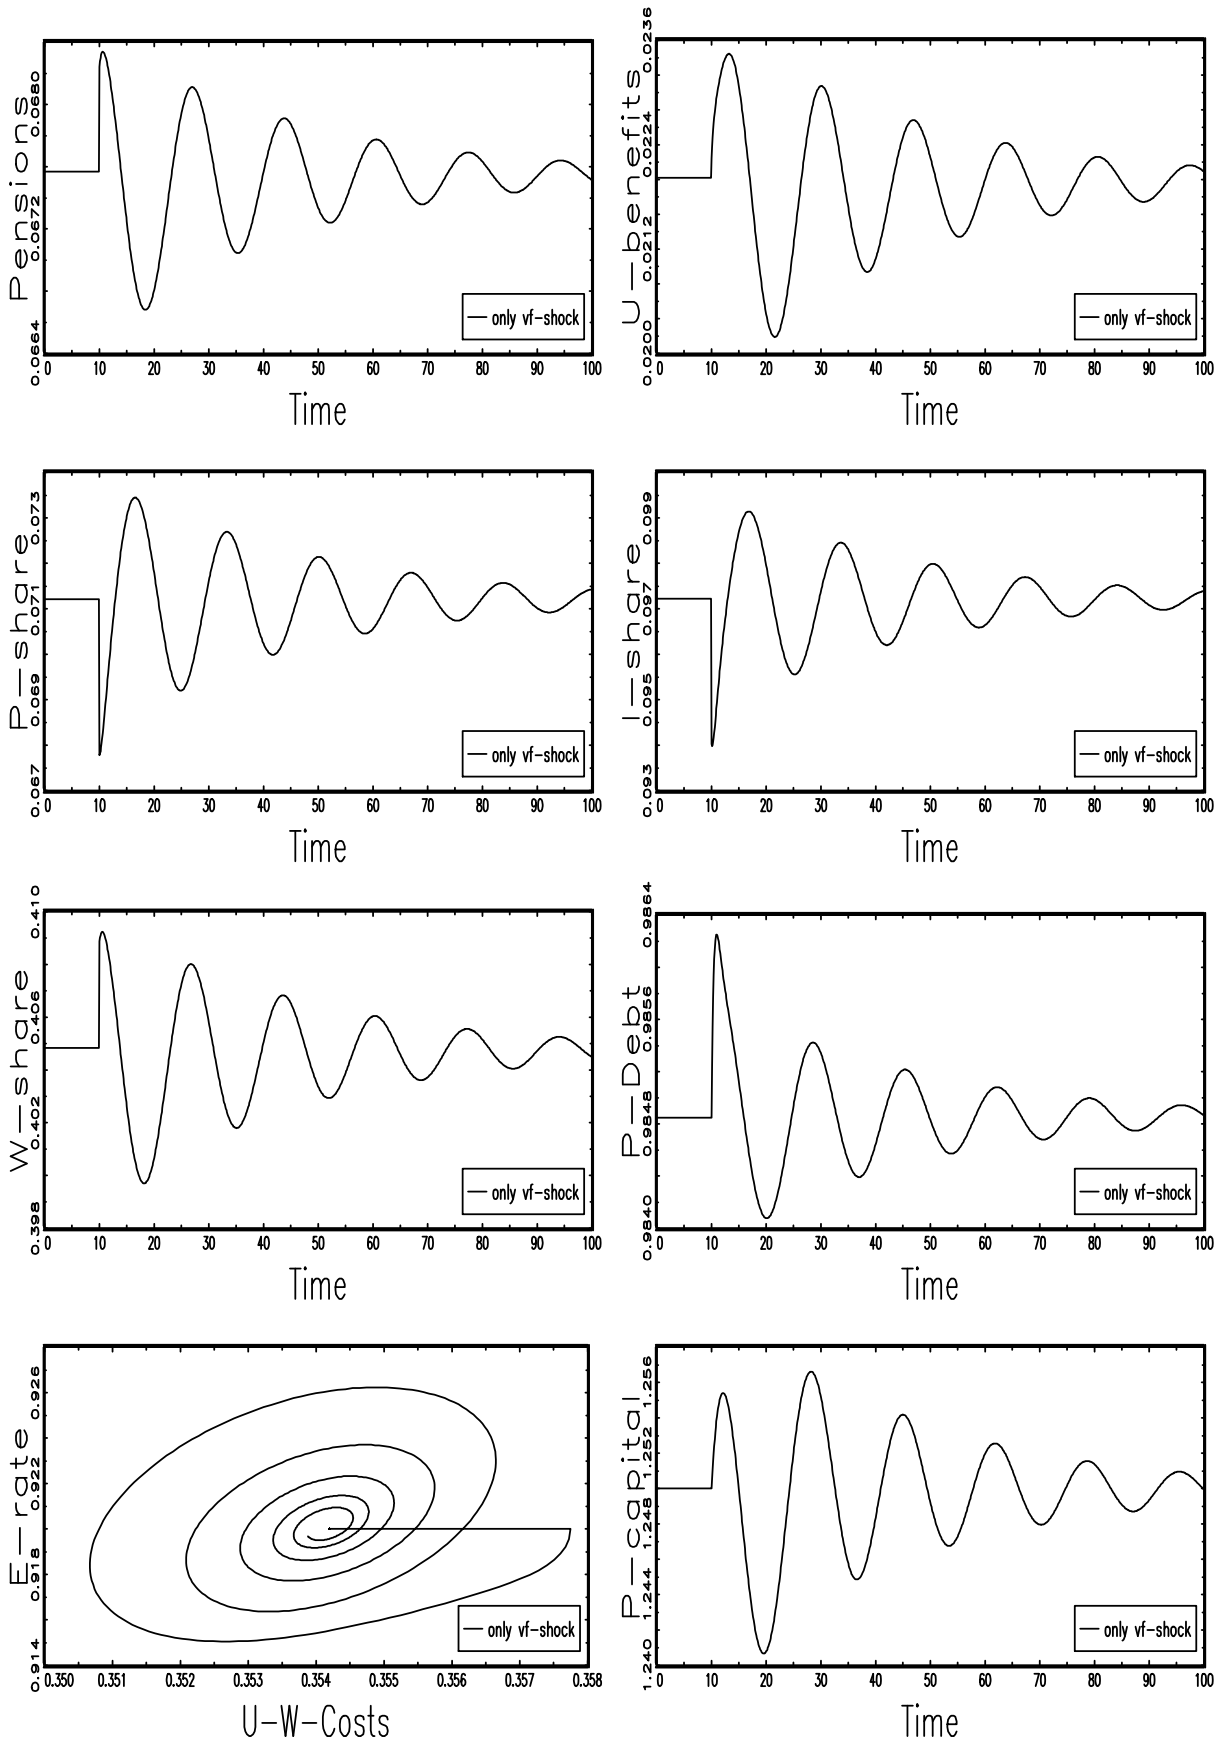 Pensions
0.0664 0.0672 0.0680
only vf-shock
0 10 20 30 40 50 60 70 80 90 100
Time
U-benefits
0.0200 0.0212 0.0224 0.0236
only vf-shock
0 10 20 30 40 50 60 70 80 90 100
Time
P-share
0.067 0.069 0.071 0.073
only vf-shock
0 10 20 30 40 50 60 70 80 90 100
Time
I-share
0.093 0.095 0.097 0.099
only vf-shock
0 10 20 30 40 50 60 70 80 90 100
Time
W-share
0.398 0.402 0.406 0.410
only vf-shock
0 10 20 30 40 50 60 70 80 90 100
Time
P-Debt
0.9840 0.9848 0.9856 0.9864
only vf-shock
0 10 20 30 40 50 60 70 80 90 100
Time
E-rate
0.914 0.918 0.922 0.926
only vf-shock
0.350 0.351 0.352 0.353 0.354 0.355 0.356 0.357 0.358
U-W-Costs
P-capital
1.240 1.244 1.248 1.252 1.256
only vf-shock
0 10 20 30 40 50 60 70 80 90 100
Time